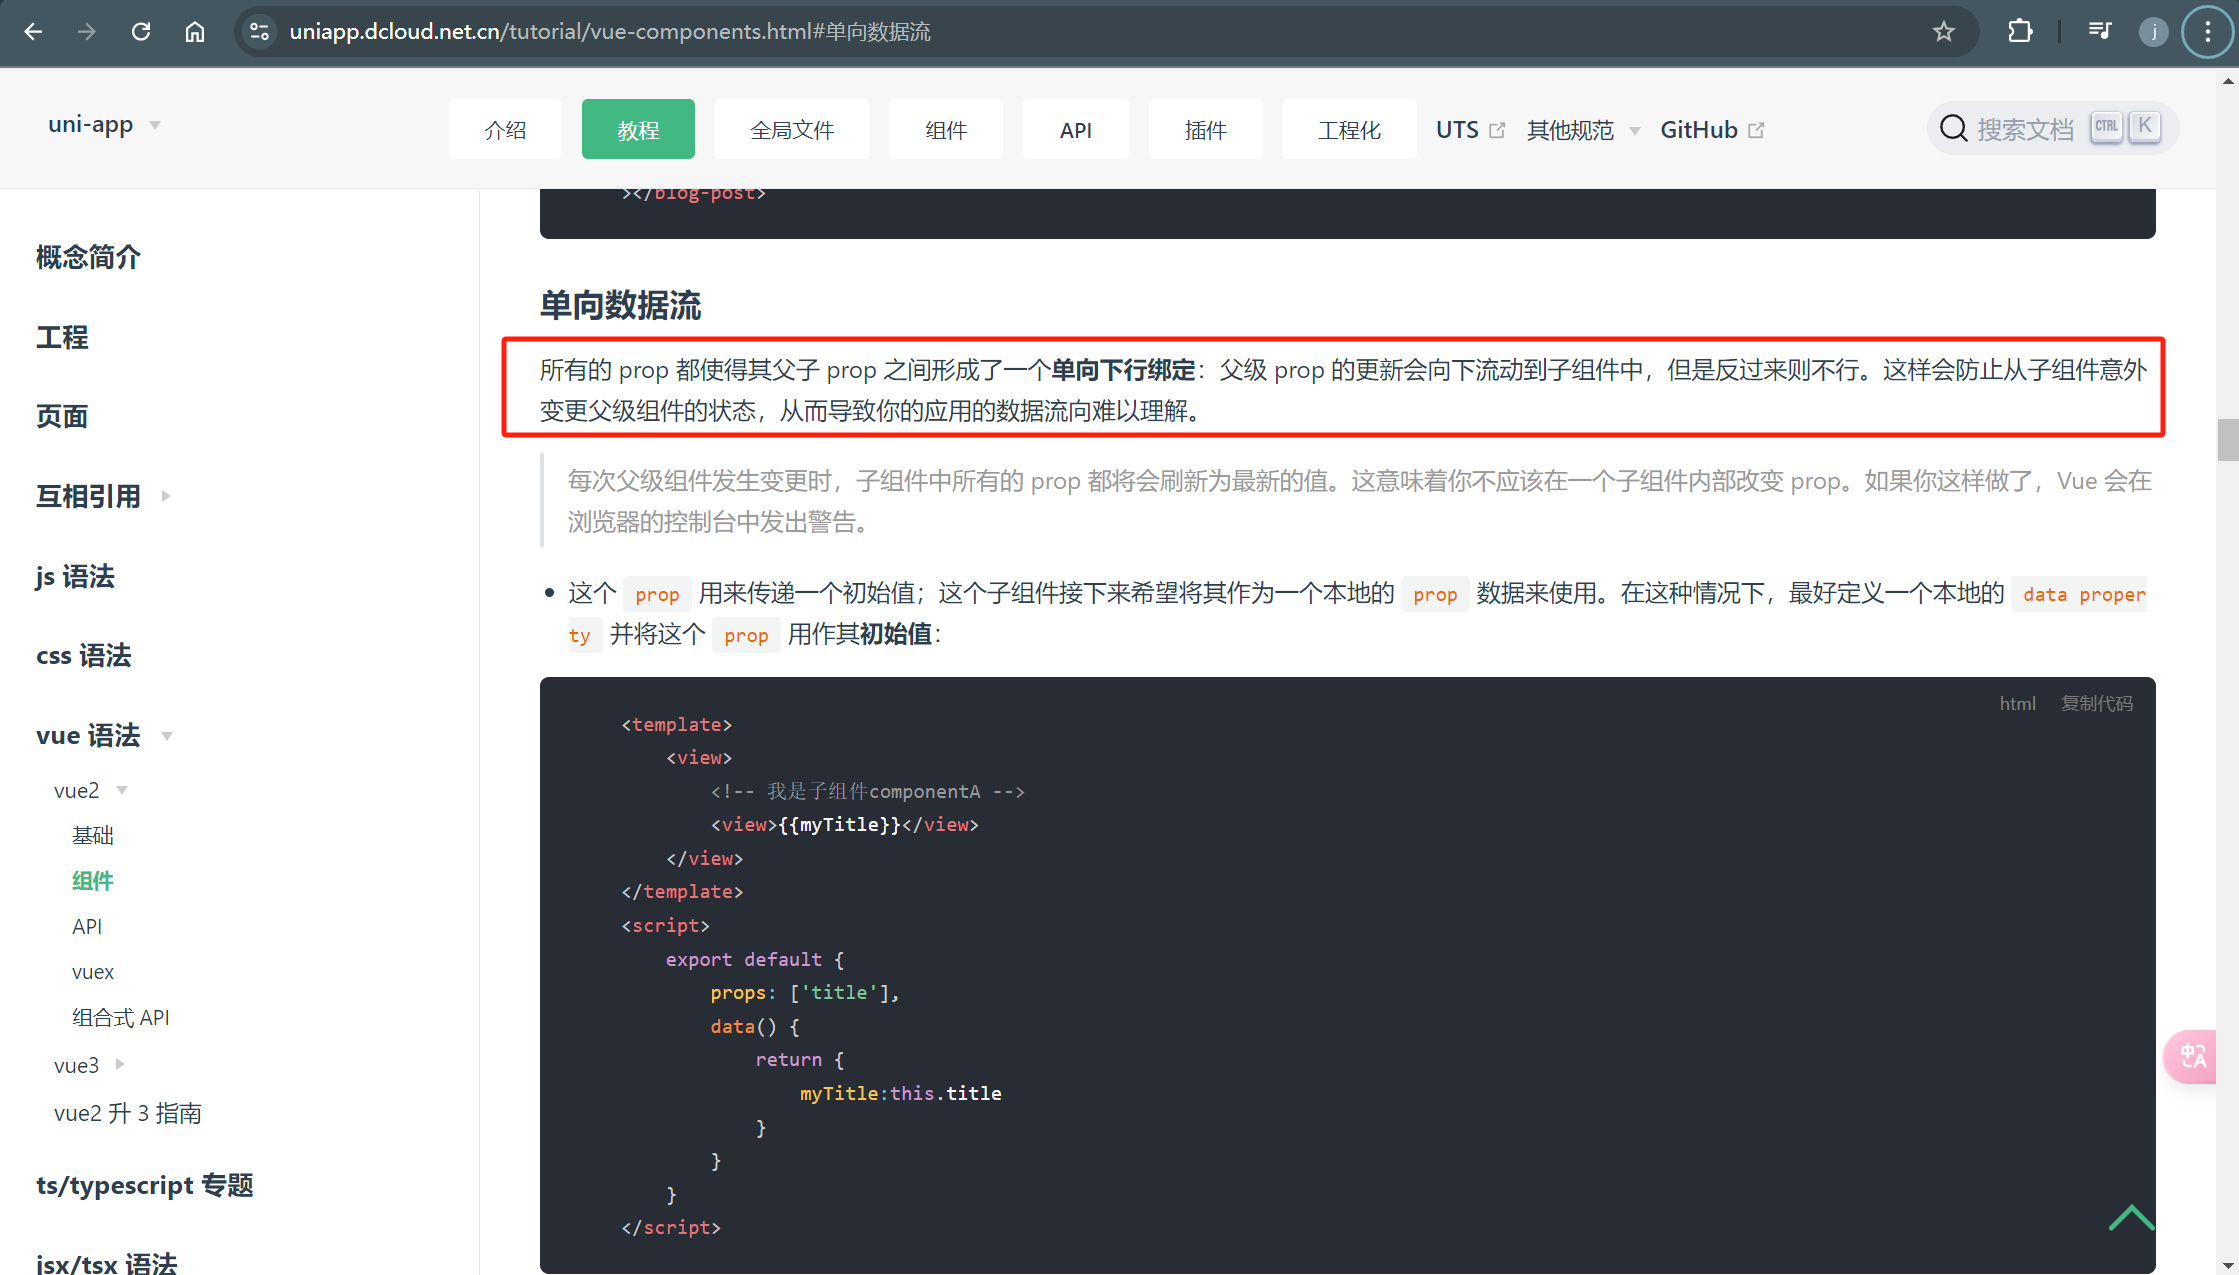 uniapp.dcloud.net.cn/tutorial/vue-components.html#单向数据流
j
uni-app
介绍
教程
全局文件
组件
API
插件
工程化
UTS
其他规范
GitHub
搜索文档
CTRL
K
概念简介
工程
页面
互相引用
js 语法
css 语法
vue 语法
vue2
基础
组件
API
vuex
组合式 API
vue3
vue2 升 3 指南
ts/typescript 专题
jsx/tsx 语法
></blog-post>
单向数据流
所有的 prop 都使得其父子 prop 之间形成了一个单向下行绑定：父级 prop 的更新会向下流动到子组件中，但是反过来则不行。这样会防止从子组件意外
变更父级组件的状态，从而导致你的应用的数据流向难以理解。
每次父级组件发生变更时，子组件中所有的 prop 都将会刷新为最新的值。这意味着你不应该在一个子组件内部改变 prop。如果你这样做了，Vue 会在
浏览器的控制台中发出警告。
• 这个 prop 用来传递一个初始值；这个子组件接下来希望将其作为一个本地的 prop 数据来使用。在这种情况下，最好定义一个本地的 data proper
ty 并将这个 prop 用作其初始值：
html 复制代码
<template>
<view>
<!-- 我是子组件componentA -->
<view>{{myTitle}}</view>
</view>
</template>
<script>
export default {
props: ['title'],
data() {
return {
myTitle:this.title
}
}
}
</script>
中A